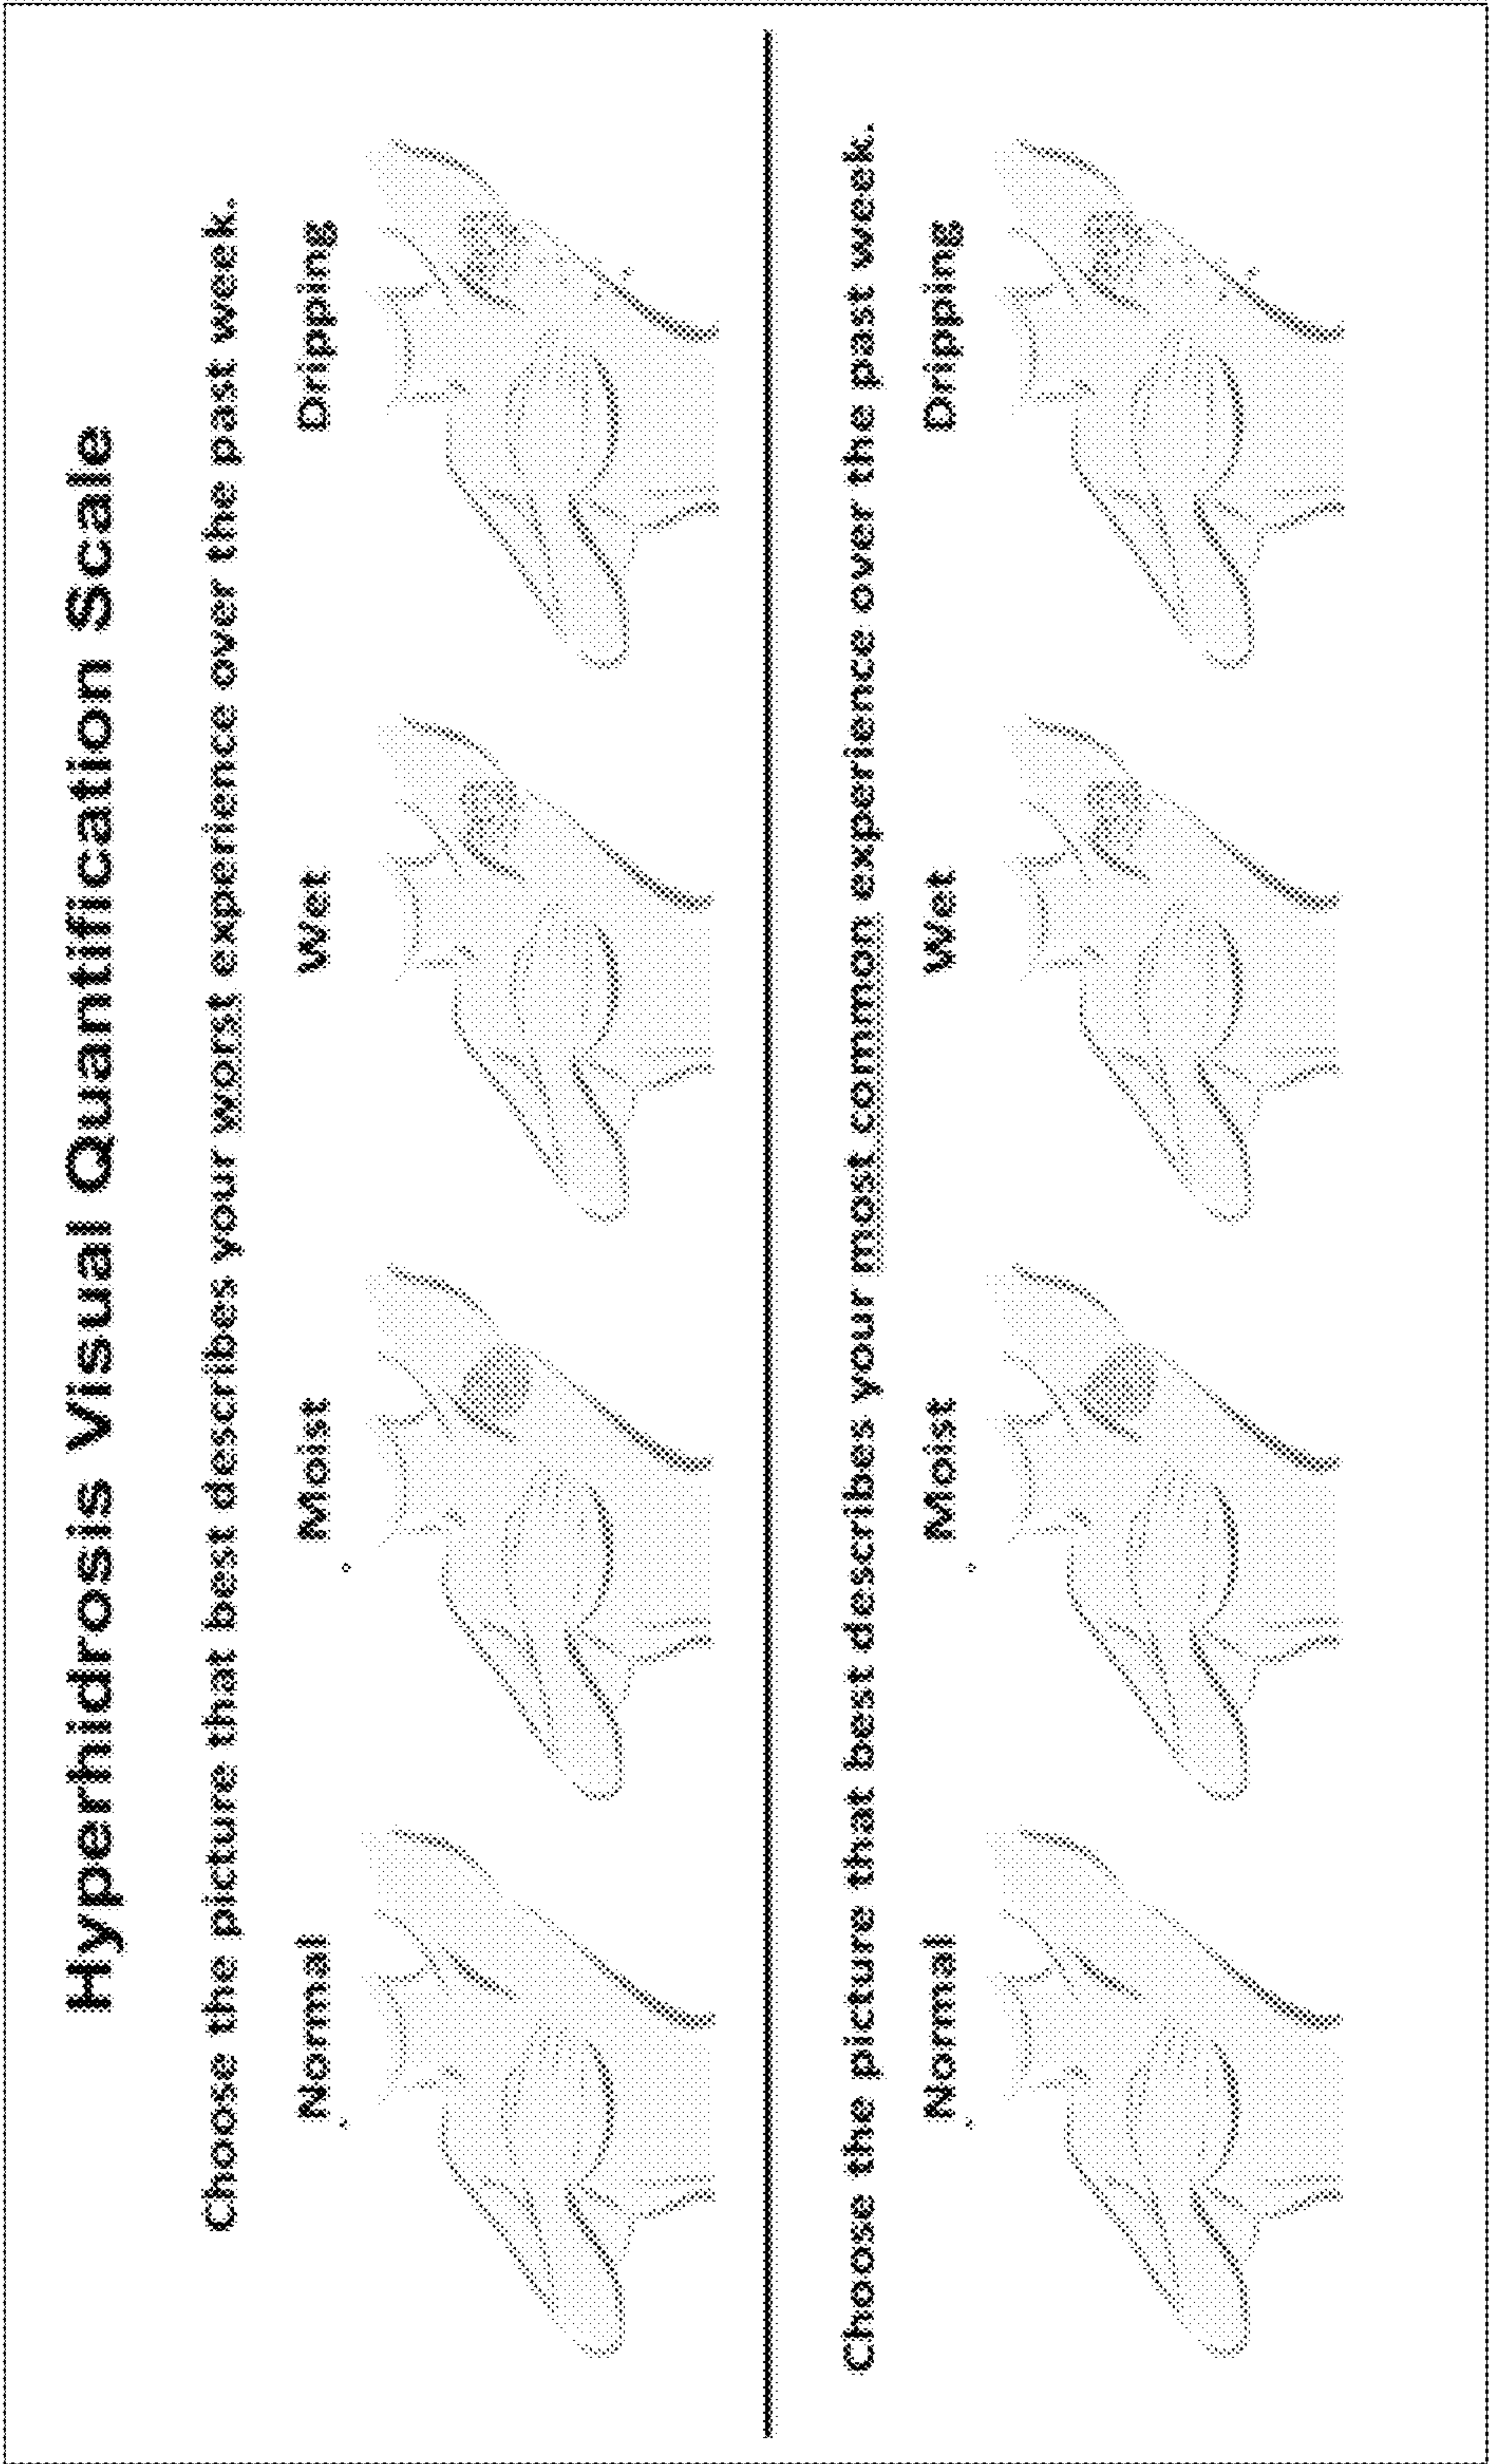 Hyperhidrosis Visual Quantification Scale
Choose the picture that best describes your worst experience over the past week.
Normal Moist Wet Dripping
Choose the picture that best describes your most common experience over the past week.
Normal Moist Wet Dripping